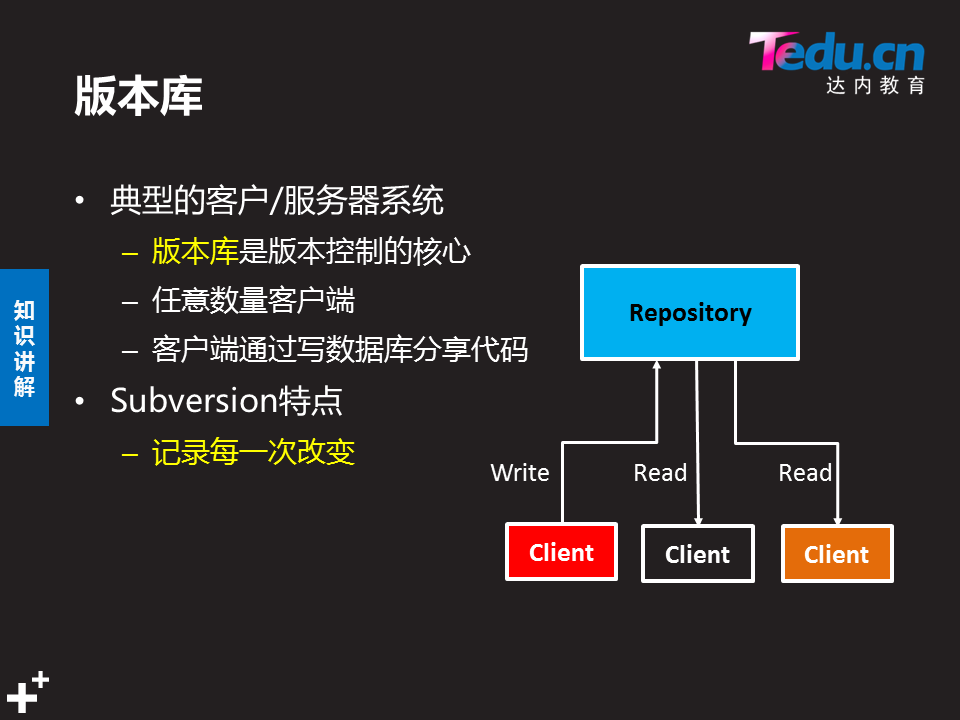 Tedu.cn
达内教育
版本库
• 典型的客户/服务器系统
– 版本库是版本控制的核心
– 任意数量客户端
– 客户端通过写数据库分享代码
• Subversion特点
– 记录每一次改变
知识讲解
Repository
Write
Read
Read
Client
Client
Client